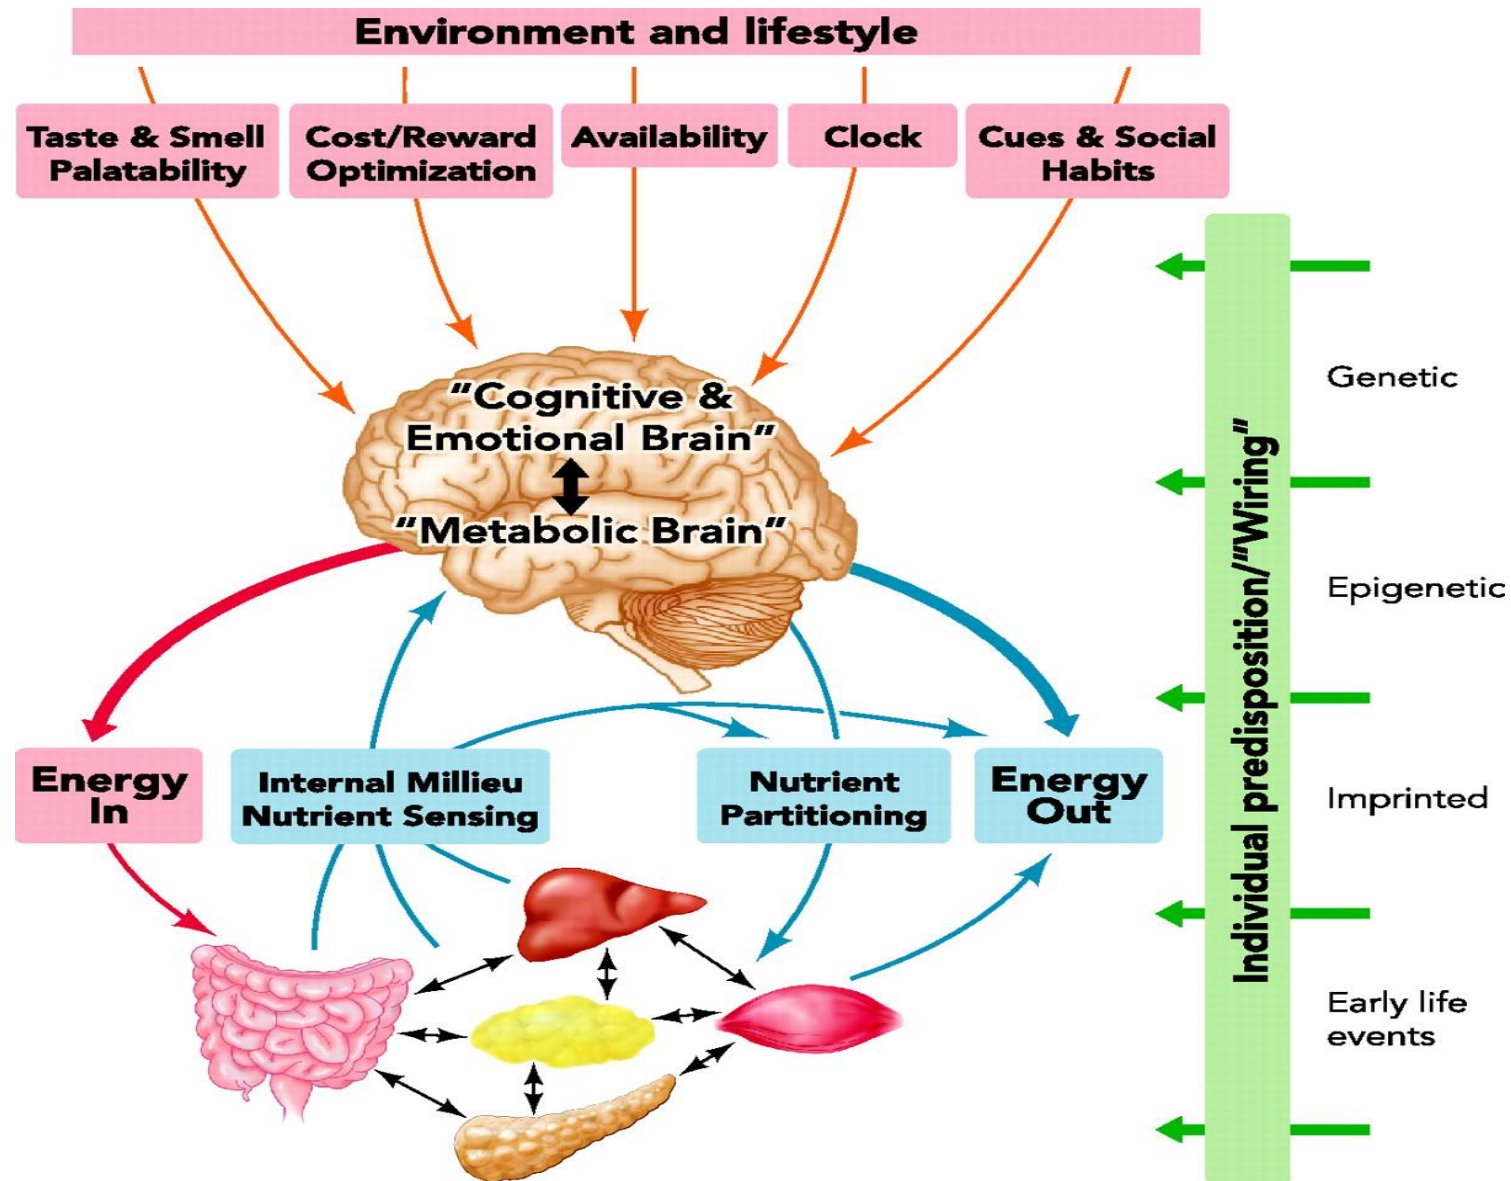 Environment and lifestyle
Taste & Smell
Palatability
Cost/Reward
Optimization
Availability
Clock
Cues & Social
Habits
"Cognitive &
Emotional Brain"
"Metabolic Brain"
Energy
In
Internal Millieu
Nutrient Sensing
Nutrient
Partitioning
Energy
Out
Individual predisposition/"Wiring"
Genetic
Epigenetic
Imprinted
Early life
events